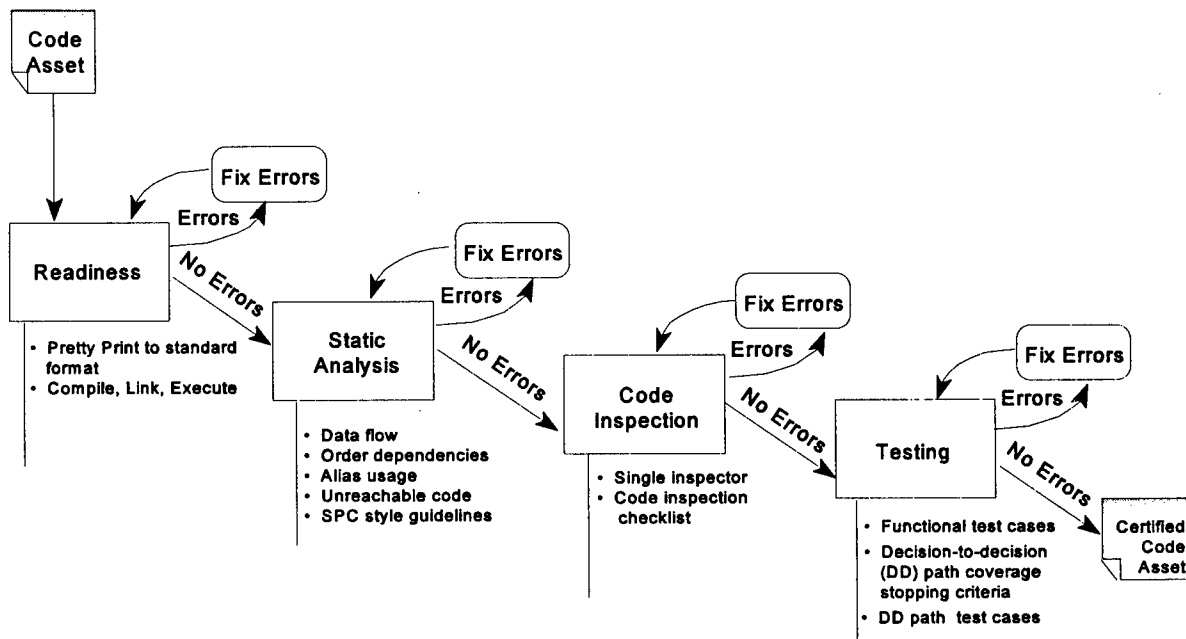 Code
Asset
Fix Errors
Errors
Readiness
No Errors
• Pretty Print to standard
format
• Compile, Link, Execute
Fix Errors
Errors
Static
Analysis
No Errors
• Data flow
• Order dependencies
• Alias usage
• Unreachable code
• SPC style guidelines
Fix Errors
Errors
Code
Inspection
No Errors
• Single inspector
• Code inspection
checklist
Fix Errors
Errors
Testing
No Errors
• Functional test cases
• Decision-to-decision
(DD) path coverage
stopping criteria
• DD path test cases
Certified
Code
Asset